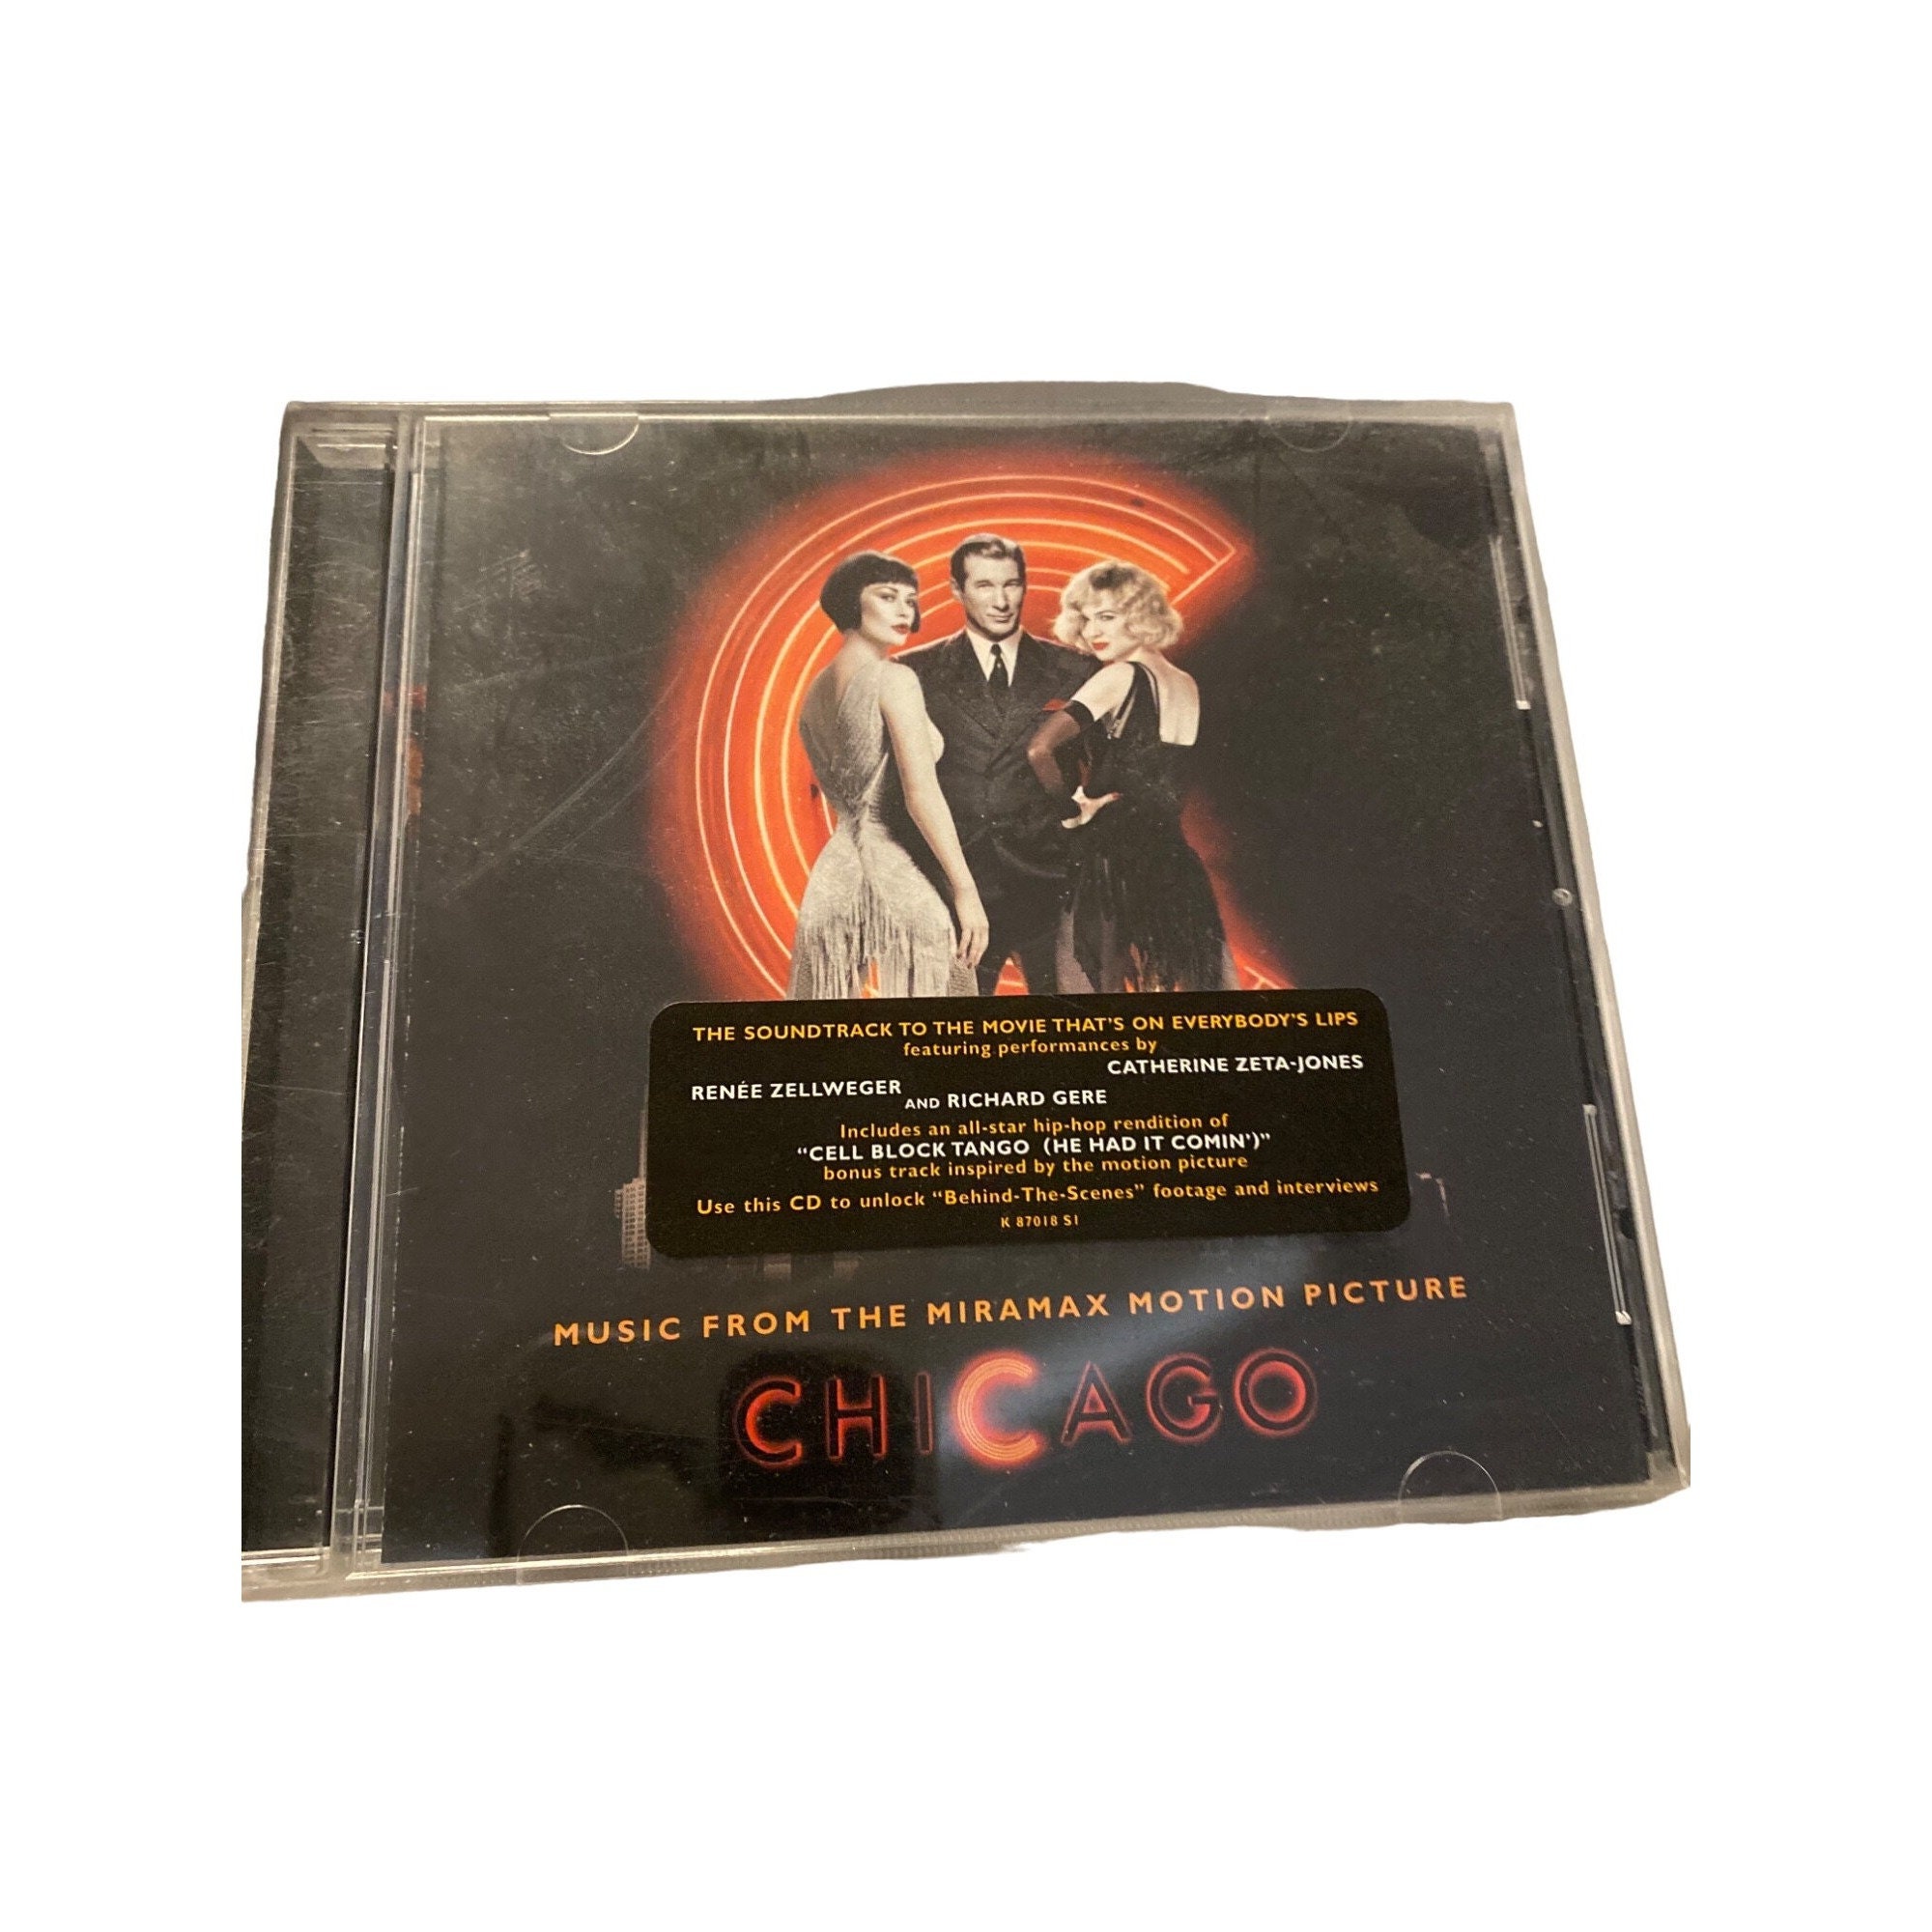 THE SOUNDTRACK TO THE MOVIE THAT'S ON EVERYBODY'S LIPS
featuring performances by
CATHERINE ZETA-JONES
RENÉE ZELLWEGER
AND RICHARD GERE
Includes an all-star hip-hop rendition of
“CELL BLOCK TANGO (HE HAD IT COMIN')”
bonus track inspired by the motion picture
Use this CD to unlock “Behind-The-Scenes” footage and interviews
K 87018 S1
MUSIC FROM THE MIRAMAX MOTION PICTURE
CHICAGO